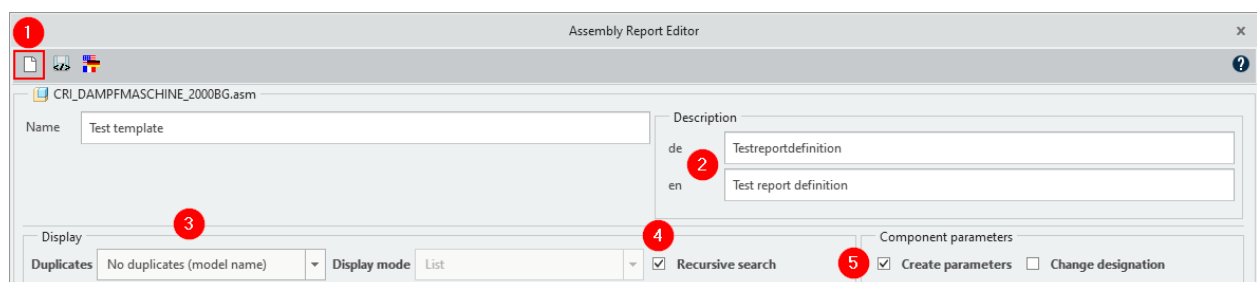 1
Assembly Report Editor
x
</>
?
CRI_DAMPFMASCHINE_2000BG.asm
Name Test template
Description
de Testreportdefinition
2
en Test report definition
3
Display
4
Component parameters
Duplicates No duplicates (model name) Display mode List Recursive search 5 Create parameters Change designation